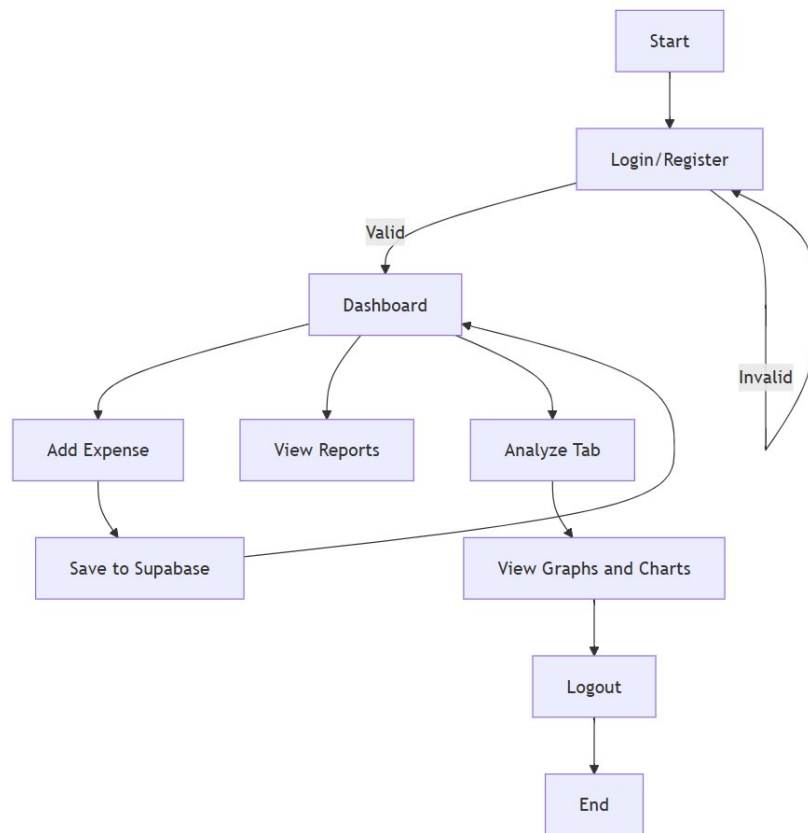 Start
Login/Register
Valid
Dashboard
Invalid
Add Expense
View Reports
Analyze Tab
Save to Supabase
View Graphs and Charts
Logout
End